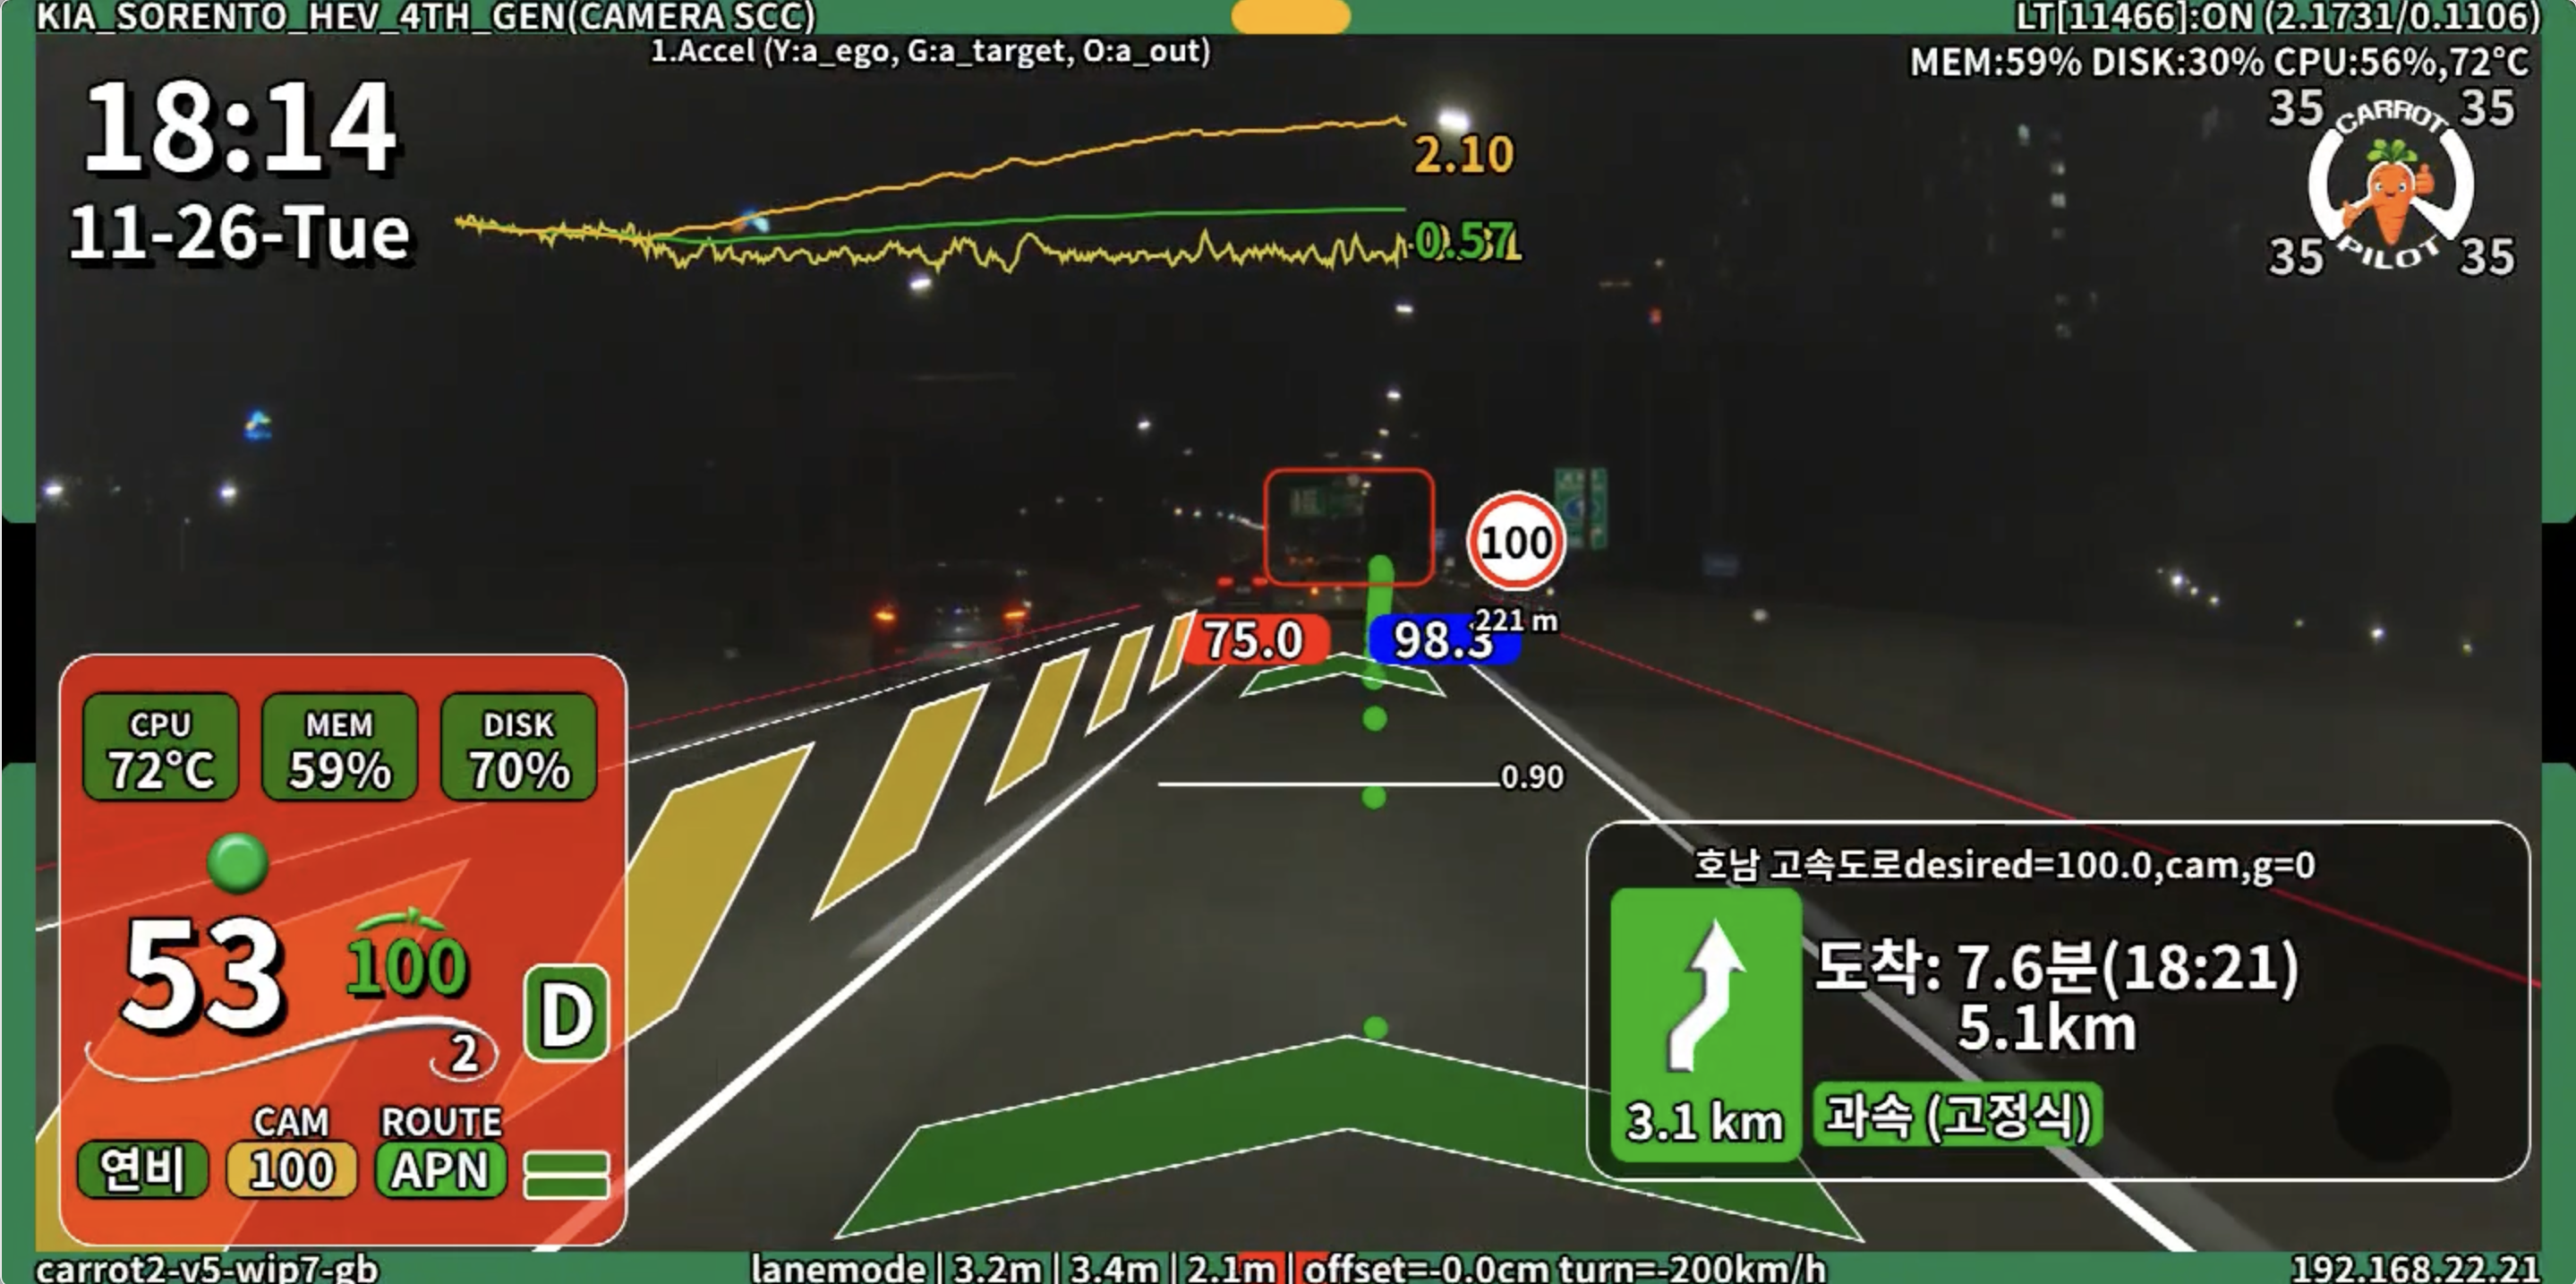 KIA_SORENTO_HEV_4TH_GEN(CAMERA SCC)
LT[11466]:ON (2.1731/0.1106)
1.Accel (Y:a_ego, G:a_target, O:a_out)
MEM:59% DISK:30% CPU:56%,72°C
18:14
11-26-Tue
2.10
0.57
35 CARROT 35
35 PILOT 35
100
221 m
75.0
98.3
0.90
CPU
72°C
MEM
59%
DISK
70%
53
100
2
D
연비
CAM
100
ROUTE
APN
호남 고속도로desired=100.0,cam,g=0
도착: 7.6분(18:21)
5.1km
3.1 km
과속 (고정식)
carrot2-v5-wip7-gb
lanemode | 3.2m | 3.4m | 2.1m | offset=-0.0cm turn=-200km/h
192.168.22.21